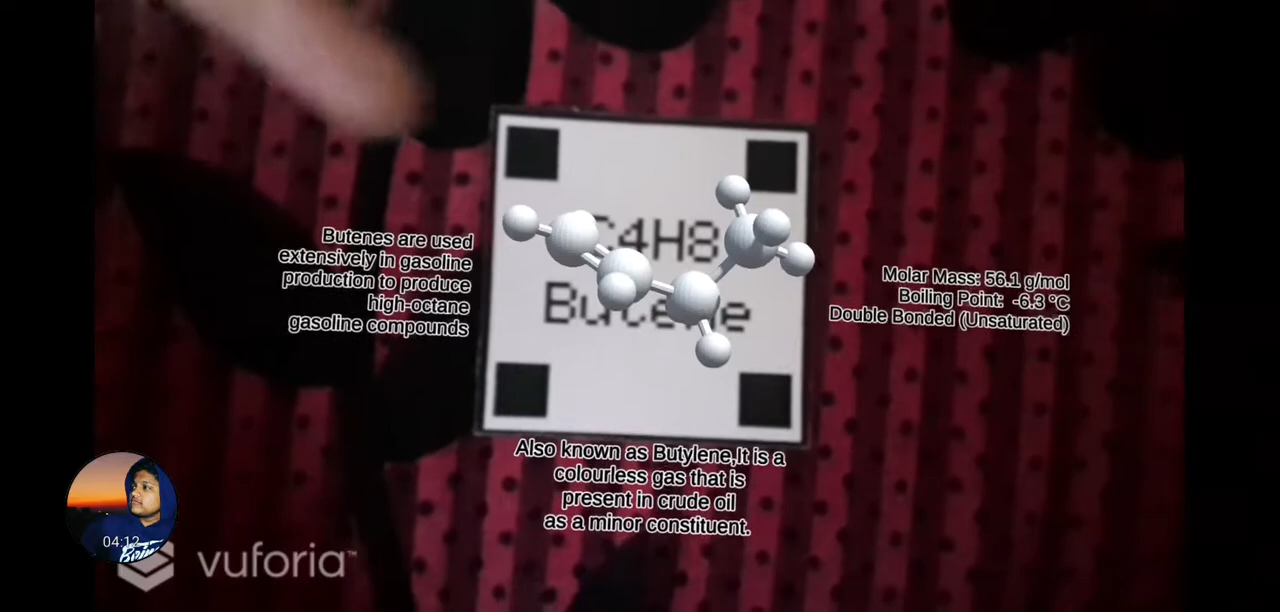 C4H8
Butene
Butenes are used
extensively in gasoline
production to produce
high-octane
gasoline compounds
Molar Mass: 56.1 g/mol
Boiling Point:  -6.3 °C
Double Bonded (Unsaturated)
Also known as Butylene,It is a
colourless gas that is
present in crude oil
as a minor constituent.
04:12
vuforia™